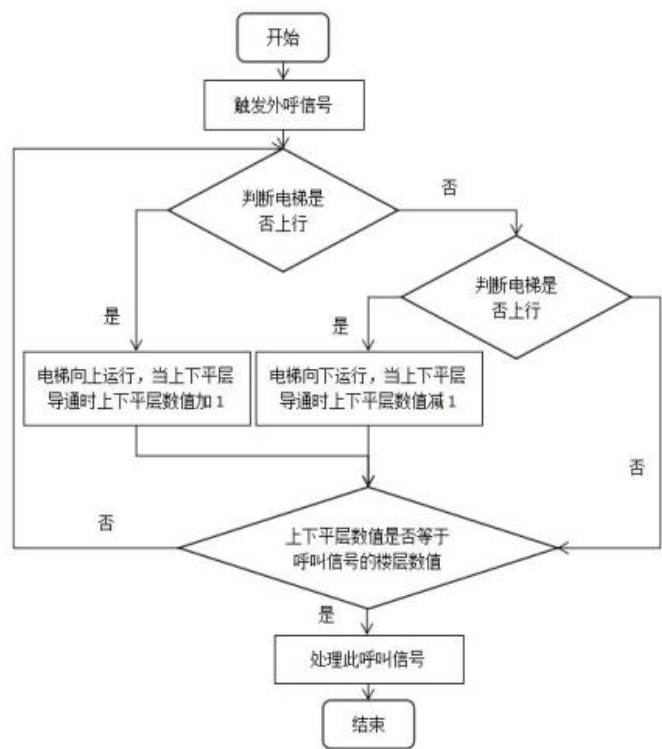 开始
触发外呼信号
判断电梯是
否上行
否
判断电梯是
否上行
是
是
电梯向上运行，当上下平层
导通时上下平层数值加1
电梯向下运行，当上下平层
导通时上下平层数值减1
否
否
上下平层数值是否等于
呼叫信号的楼层数值
是
处理此呼叫信号
结束